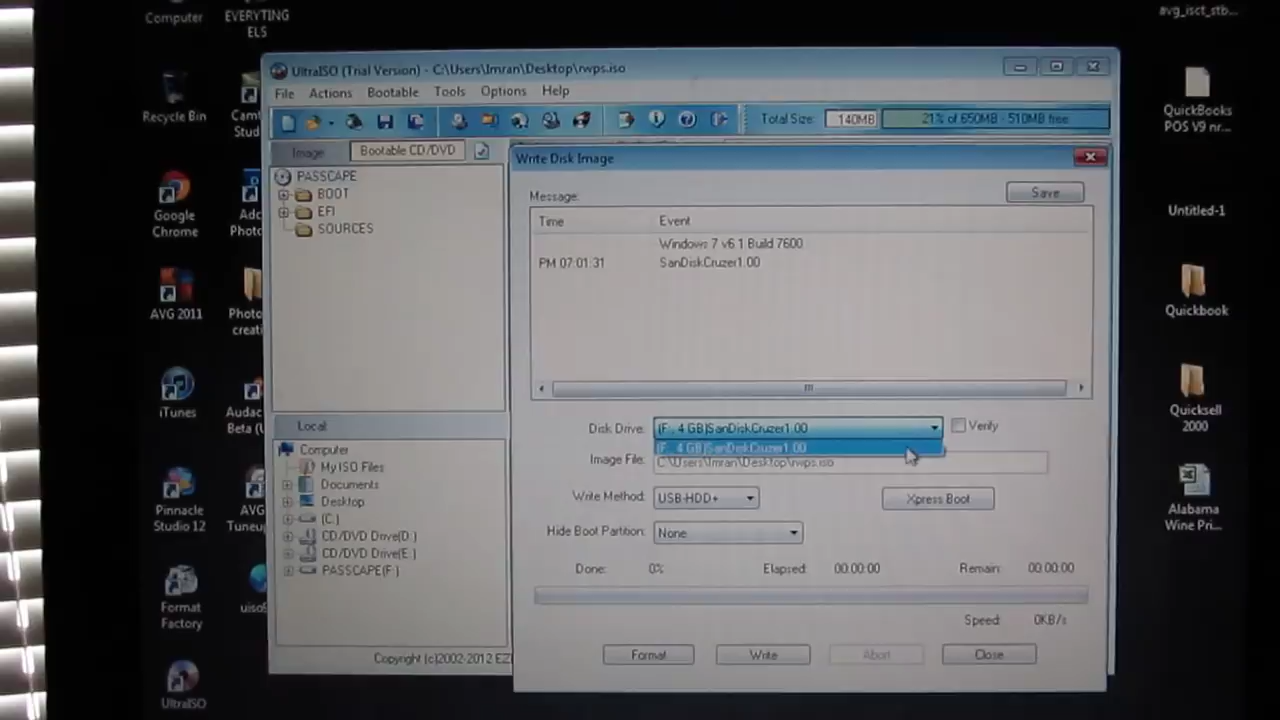 Computer
EVERYTING
ELS
avg_isct_stb...
Recycle Bin
Studi
Google
Chrome
Adc
Photo
AVG 2011
Photo
creati
iTunes
Audac
Beta (U
Pinnacle
Studio 12
AVG
Tuneup
Format
Factory
UltraISO
QuickBooks
POS V9 nr...
Untitled-1
Quickbook
Quicksell
2000
Alabama
Wine Pri...
UltraISO (Trial Version) - C:\Users\Imran\Desktop\rwps.iso
File Actions Bootable Tools Options Help
Total Size: 140MB 21% of 650MB - 510MB free
Image Bootable CD/DVD
PASSCAPE
BOOT
EFI
SOURCES
Local
Computer
My ISO Files
Documents
Desktop
(C:)
CD/DVD Drive(D:)
CD/DVD Drive(E:)
PASSCAPE(F:)
Copyright (c)2002-2012 EZ
Write Disk Image
Message:
Save
Time Event
Windows 7 v6.1 Build 7600
PM 07:01:31 SanDiskCruzer1.00
Disk Drive: (F:, 4 GB)SanDiskCruzer1.00 Verify
(F:, 4 GB)SanDiskCruzer1.00
Image File: C:\Users\Imran\Desktop\rwps.iso
Write Method: USB-HDD+ Xpress Boot
Hide Boot Partition: None
Done: 0% Elapsed: 00:00:00 Remain: 00:00:00
Speed: 0KB/s
Format Write Abort Close